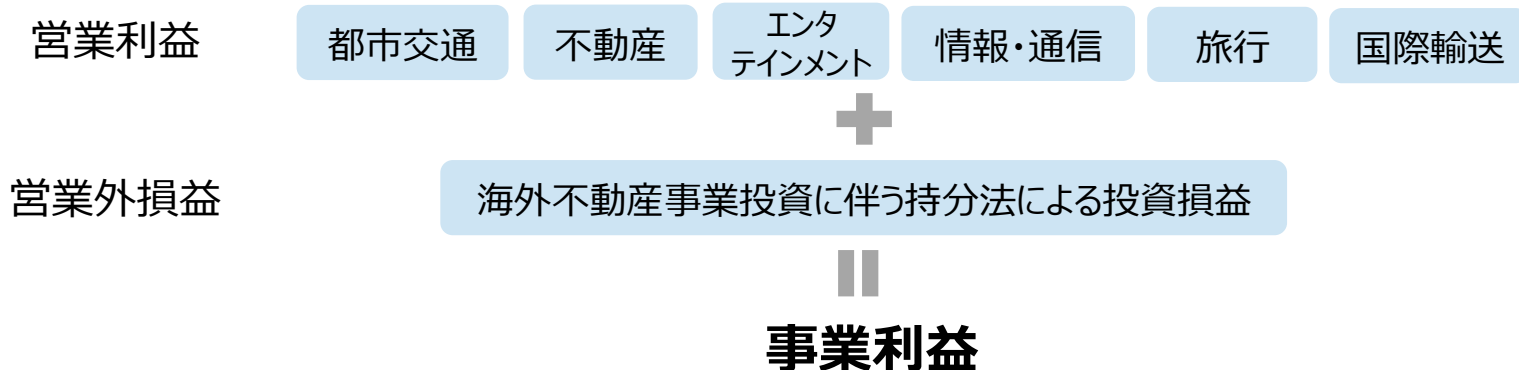 営業利益
都市交通
不動産
エンタ
テインメント
情報・通信
旅行
国際輸送
営業外損益
海外不動産事業投資に伴う持分法による投資損益
事業利益